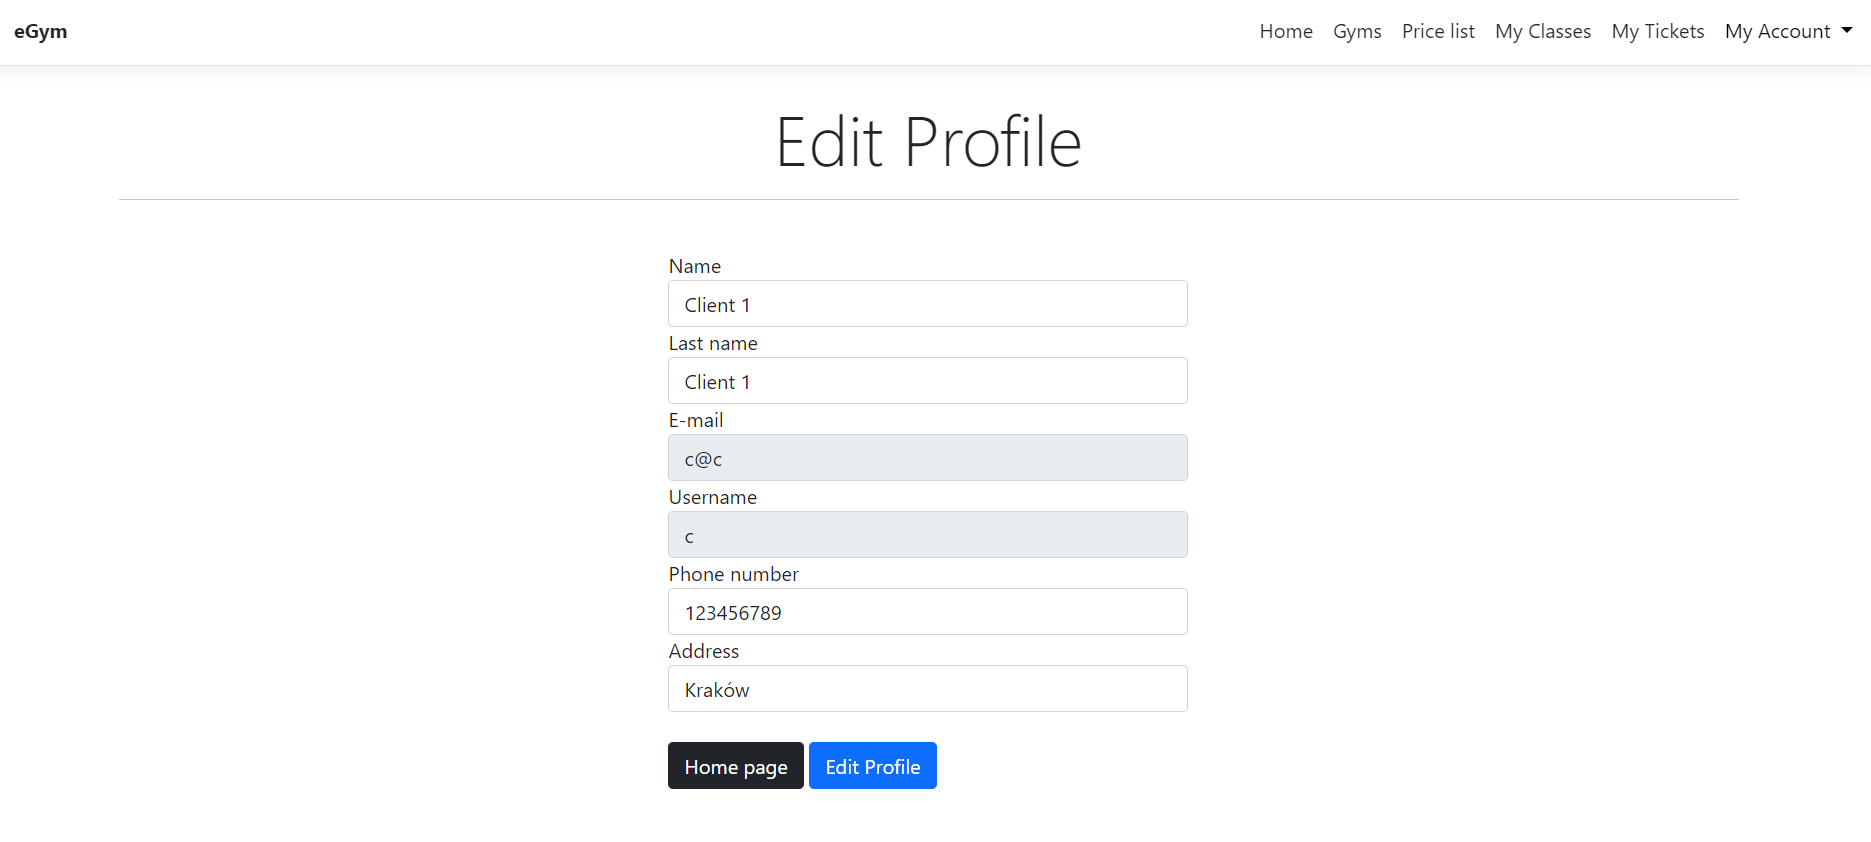 eGym Home Gyms Price list My Classes My Tickets My Account
Edit Profile
Name
Client 1
Last name
Client 1
E-mail
c@c
Username
c
Phone number
123456789
Address
Kraków
Home page Edit Profile